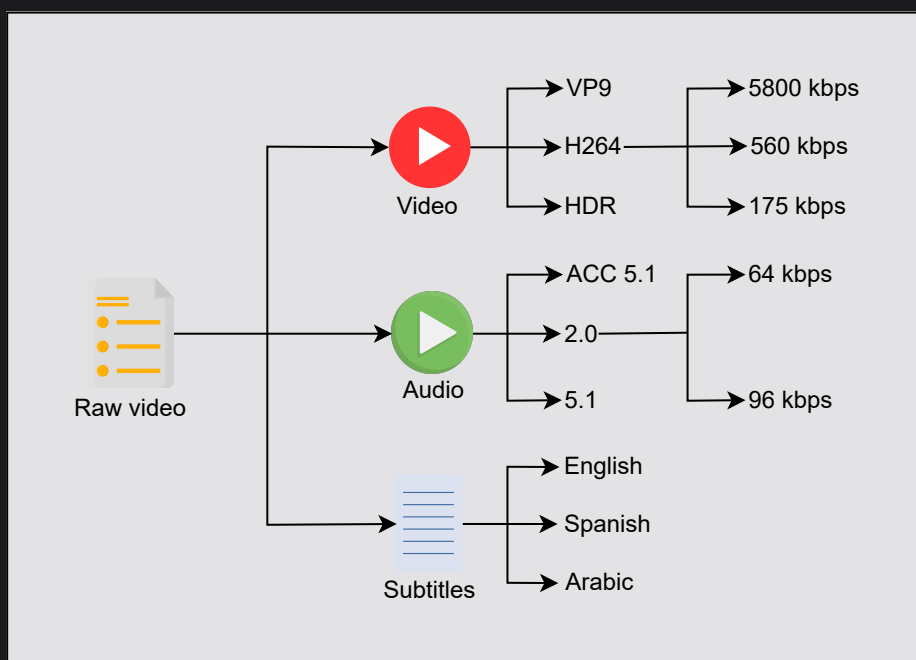 Raw video
Video
VP9
H264
HDR
5800 kbps
560 kbps
175 kbps
Audio
ACC 5.1
2.0
5.1
64 kbps
96 kbps
Subtitles
English
Spanish
Arabic